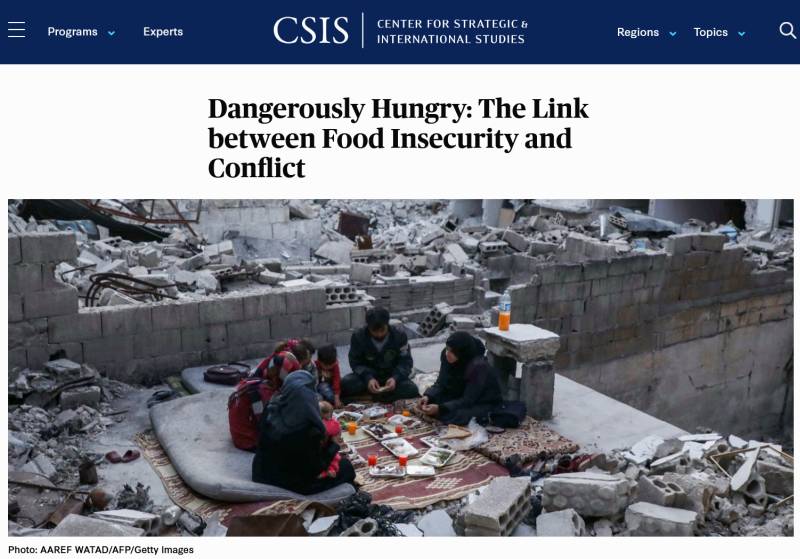 Programs
Experts
CSIS
CENTER FOR STRATEGIC &
INTERNATIONAL STUDIES
Regions
Topics
Dangerously Hungry: The Link
between Food Insecurity and
Conflict
Photo: AAREF WATAD/AFP/Getty Images